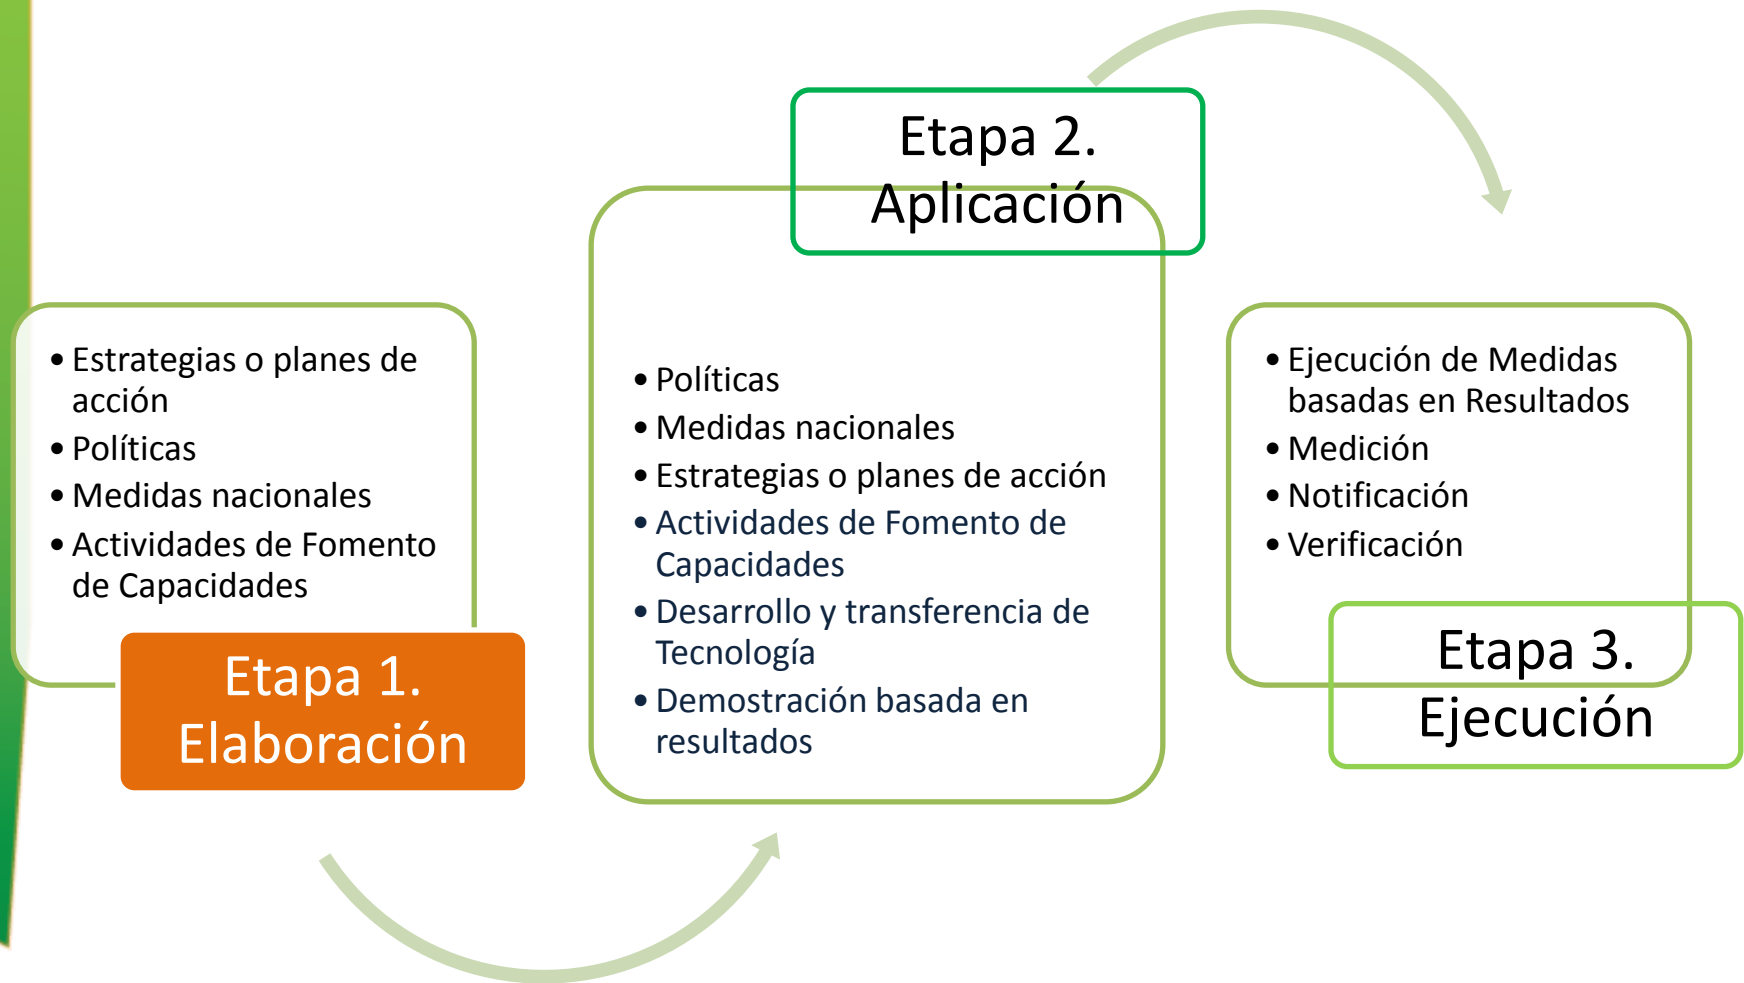 • Estrategias o planes de
acción
• Políticas
• Medidas nacionales
• Actividades de Fomento
de Capacidades
Etapa 1.
Elaboración
Etapa 2.
Aplicación
• Políticas
• Medidas nacionales
• Estrategias o planes de acción
• Actividades de Fomento de
Capacidades
• Desarrollo y transferencia de
Tecnología
• Demostración basada en
resultados
• Ejecución de Medidas
basadas en Resultados
• Medición
• Notificación
• Verificación
Etapa 3.
Ejecución